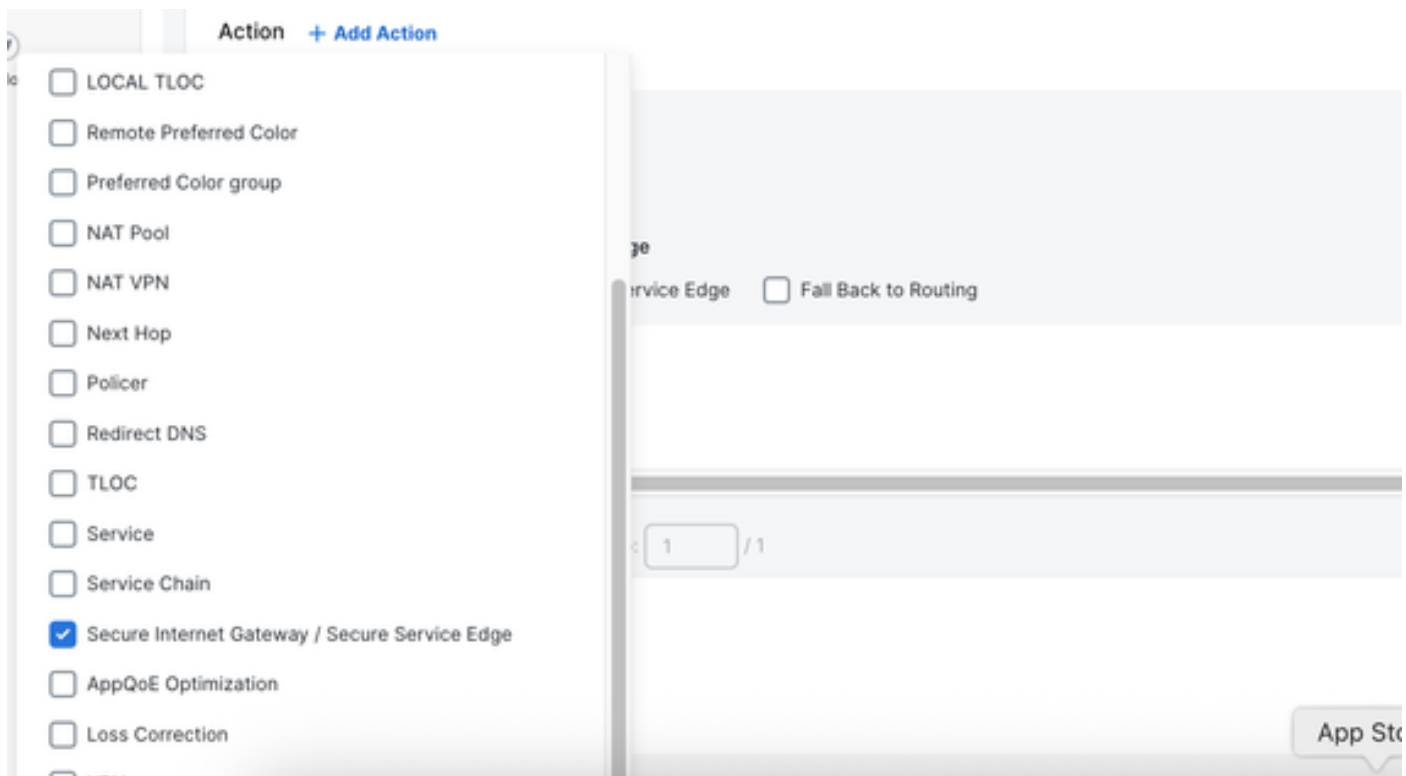 Action + Add Action
LOCAL TLOC
Remote Preferred Color
Preferred Color group
NAT Pool
NAT VPN
Next Hop
Policer
Redirect DNS
TLOC
Service
Service Chain
Secure Internet Gateway / Secure Service Edge
AppQoE Optimization
Loss Correction
ge
ervice Edge
Fall Back to Routing
1 / 1
App Sto